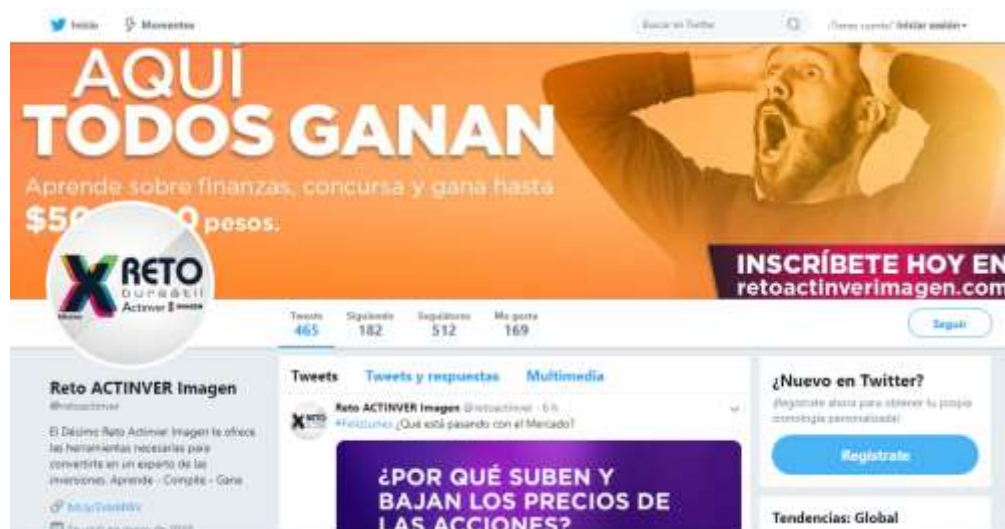 Inicio Momentos Buscar en Twitter ¿Tienes cuenta? Iniciar sesión
AQUÍ
TODOS GANAN
Aprende sobre finanzas, concursa y gana hasta
pesos.
INSCRÍBETE HOY EN
retoactinverimagen.com
X RETO
bursátil
Actinver
Tweets Siguiendo Seguidores Me gusta
465 182 512 169
Seguir
Reto ACTINVER Imagen
@retoactinver
El Décimo Reto Actinver Imagen te ofrece
las herramientas necesarias para
convertirte en un experto de las
inversiones. Aprende - Compite - Gana
Tweets Tweets y respuestas Multimedia
Reto ACTINVER Imagen @retoactinver · 6 h
#FelizLunes ¿Qué está pasando con el Mercado?
¿POR QUÉ SUBEN Y
BAJAN LOS PRECIOS DE
LAS ACCIONES?
¿Nuevo en Twitter?
¡Regístrate ahora para obtener tu propia
cronología personalizada!
Regístrate
Tendencias: Global